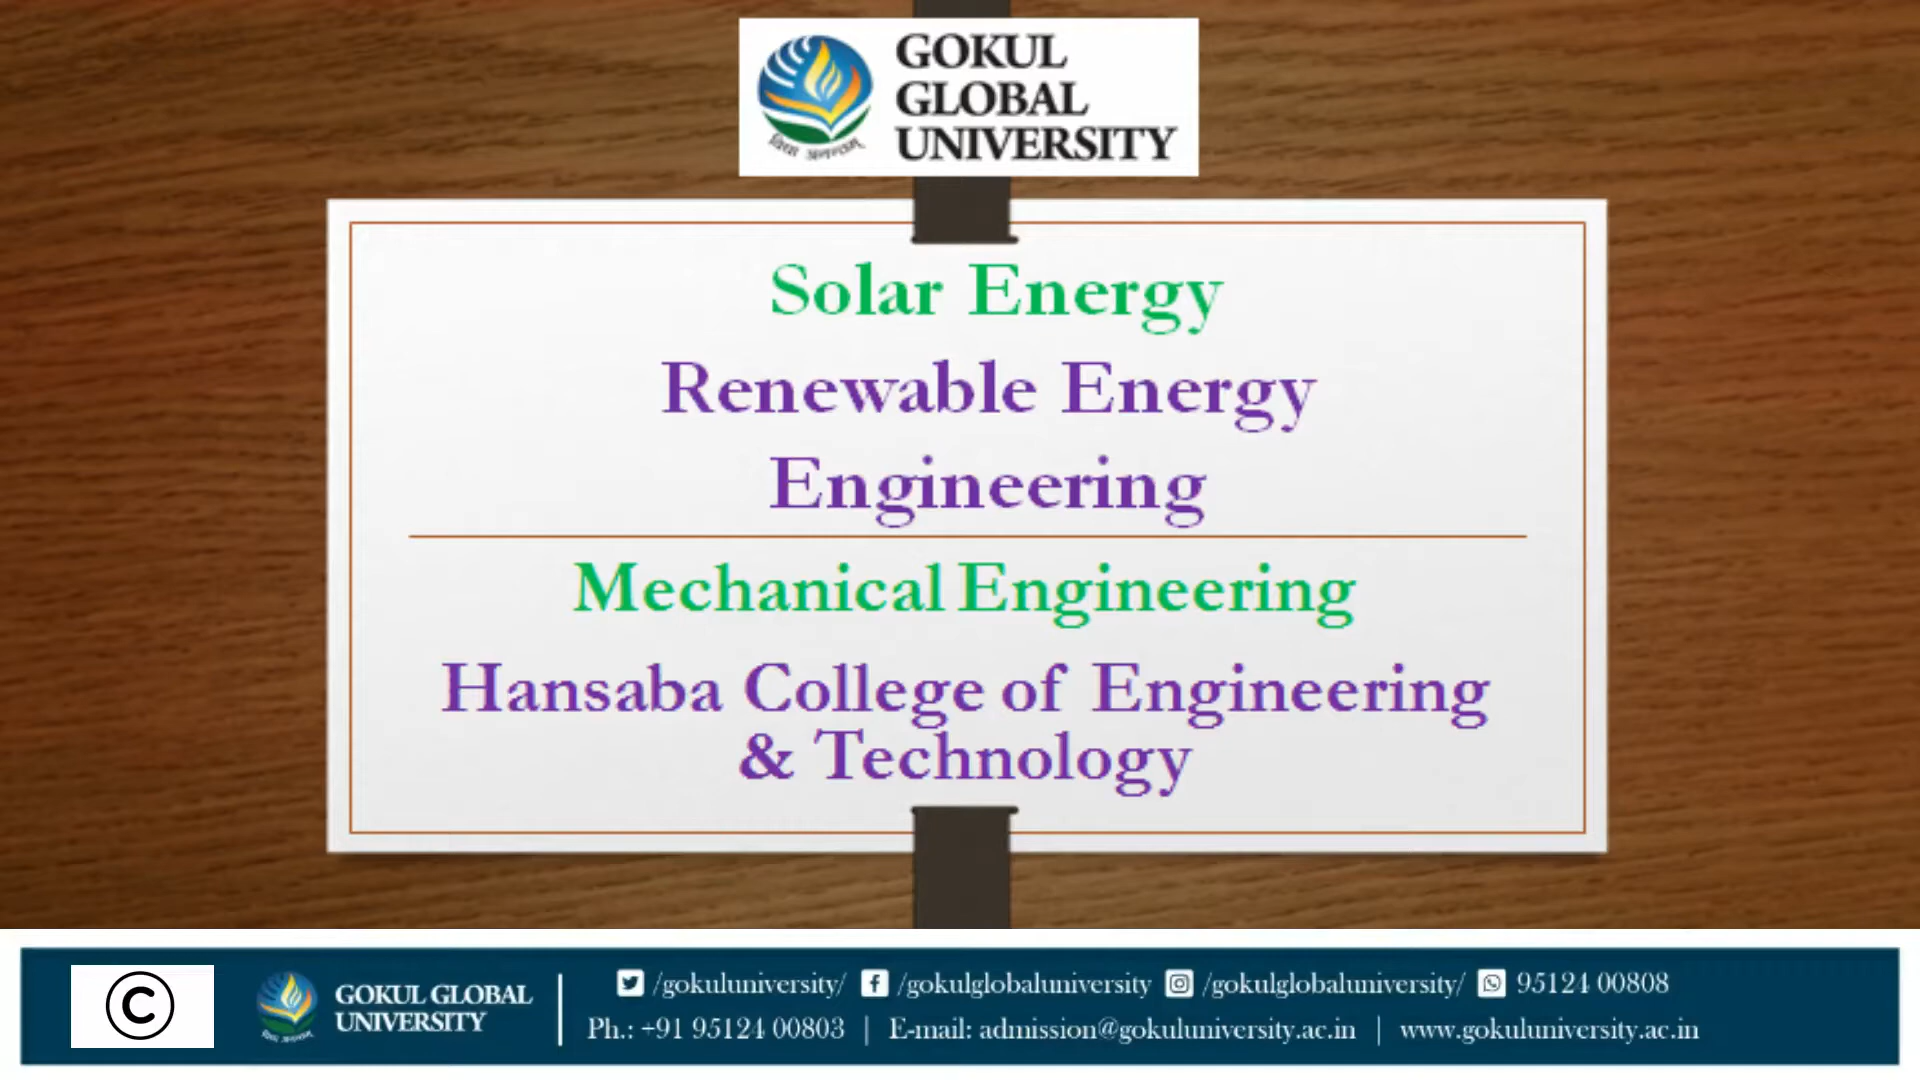 GOKUL
GLOBAL
UNIVERSITY
Solar Energy
Renewable Energy
Engineering
Mechanical Engineering
Hansaba College of Engineering
& Technology
©
GOKUL GLOBAL
UNIVERSITY
/gokuluniversity/ /gokulglobaluniversity /gokulglobaluniversity/ 95124 00808
Ph.: +91 95124 00803 | E-mail: admission@gokuluniversity.ac.in | www.gokuluniversity.ac.in